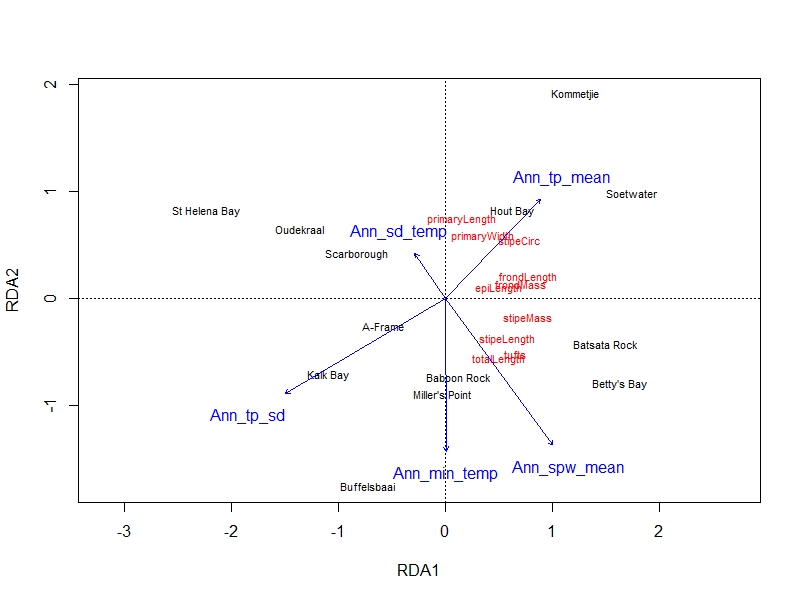 2
Kommetjie
Ann_tp_mean
1
Soetwater
St Helena Bay
Hout Bay
primaryLength
Oudekraal
Ann_sd_temp
primaryWidth
stipeCirc
Scarborough
RDA2
0
frondLength
frondMass
epiLength
stipeMass
A-Frame
stipeLength
Batsata Rock
tufts
totalLength
Kalk Bay
Baboon Rock
Betty's Bay
Miller's Point
-1
Ann_tp_sd
Ann_min_temp
Ann_spw_mean
Buffelsbaai
-3 -2 -1 0 1 2
RDA1